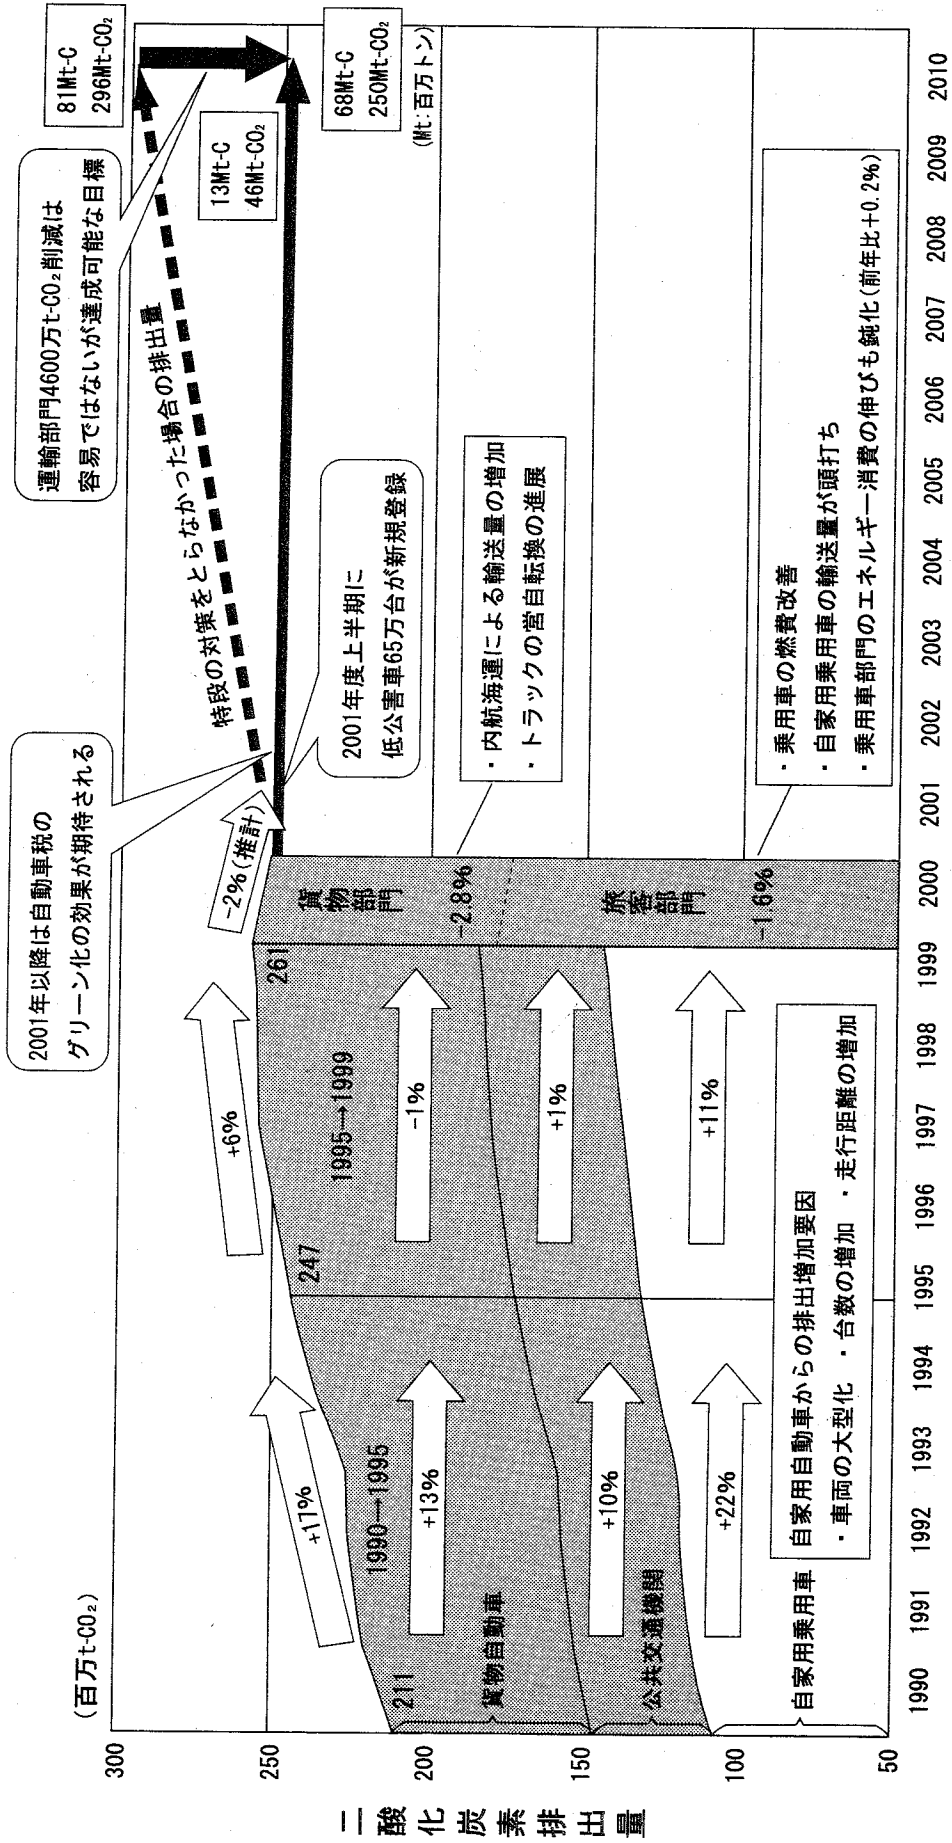 (百万t-CO₂)
二酸化炭素排出量
300
250
200
150
100
50
1990
1991
1992
1993
1994
1995
1996
1997
1998
1999
2000
2001
2002
2003
2004
2005
2006
2007
2008
2009
2010
211
247
261
+17%
1990→1995
+13%
+10%
+22%
+6%
1995→1999
-1%
+1%
+11%
-2%(推計)
貨物自動車
公共交通機関
自家用乗用車
自家用自動車からの排出増加要因
・車両の大型化 ・台数の増加 ・走行距離の増加
貨物部門
-2.8%
旅客部門
-1.6%
2001年以降は自動車税の
グリーン化の効果が期待される
特段の対策をとらなかった場合の排出量
運輸部門4600万t-CO₂削減は
容易ではないが達成可能な目標
81Mt-C
296Mt-CO₂
13Mt-C
46Mt-CO₂
68Mt-C
250Mt-CO₂
(Mt:百万トン)
2001年度上半期に
低公害車65万台が新規登録
・内航海運による輸送量の増加
・トラックの営自転換の進展
・乗用車の燃費改善
・自家用乗用車の輸送量が頭打ち
・乗用車部門のエネルギー消費の伸びも鈍化(前年比+0.2%)